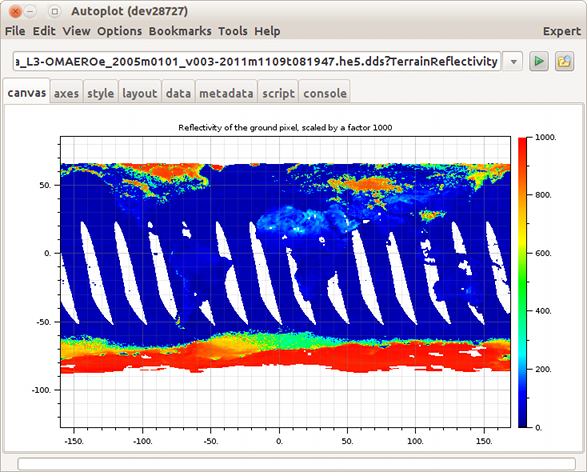 Autoplot (dev28727)
File Edit View Options Bookmarks Tools Help Expert
a_L3-OMAEROe_2005m0101_v003-2011m1109t081947.he5.dds?TerrainReflectivity
canvas axes style layout data metadata script console
Reflectivity of the ground pixel, scaled by a factor 1000
50.
0.
-50.
-100.
-150. -100. -50. 0. 50. 100. 150.
1000.
800.
600.
400.
200.
0.